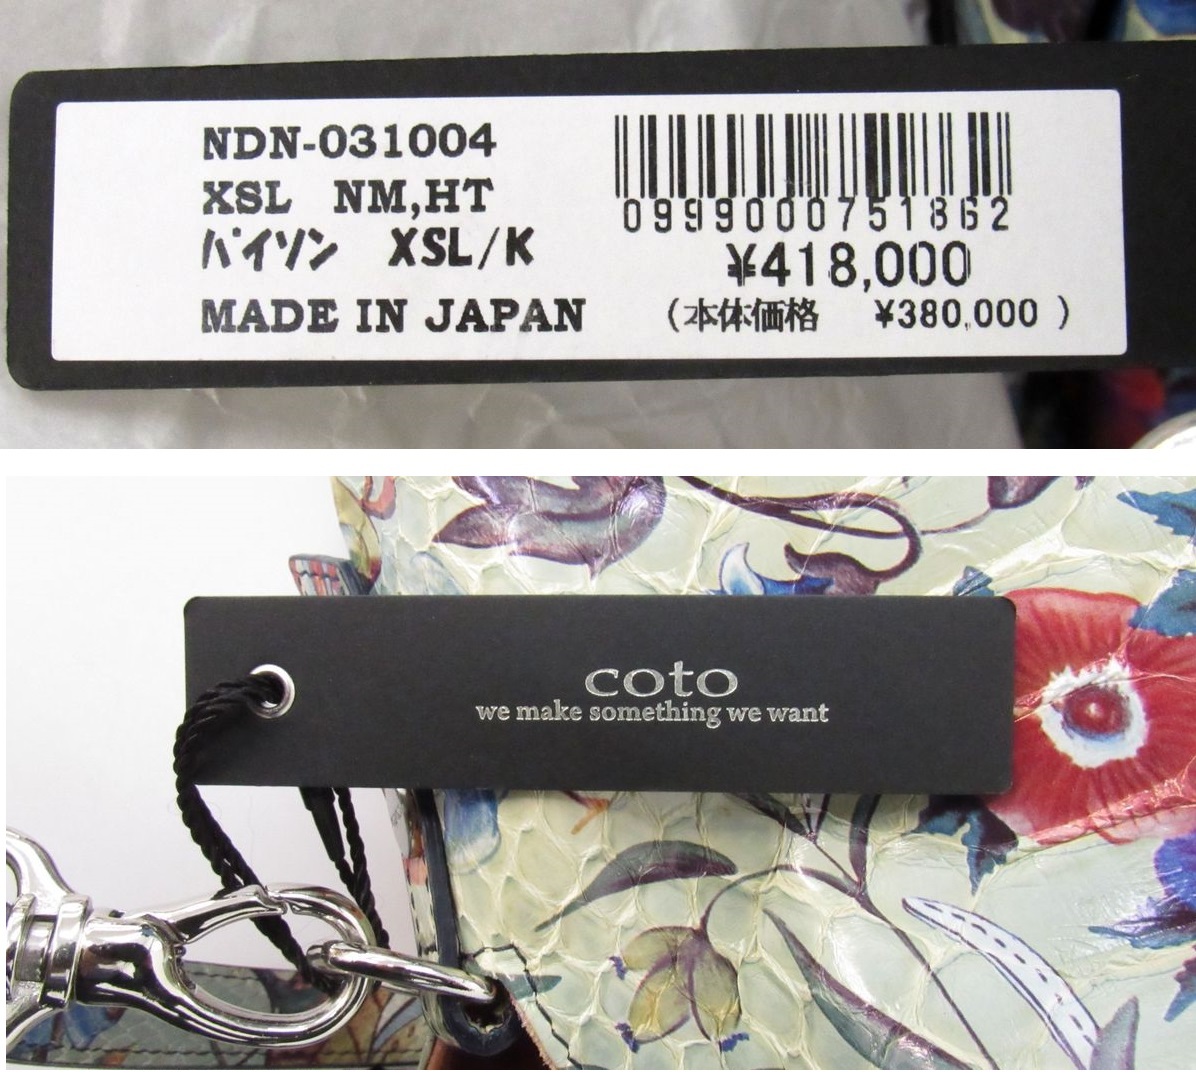 NDN-031004
XSL NM,HT
パイソン XSL/K
MADE IN JAPAN
0999000751862
¥418,000
(本体価格 ¥380,000 )
coto
we make something we want